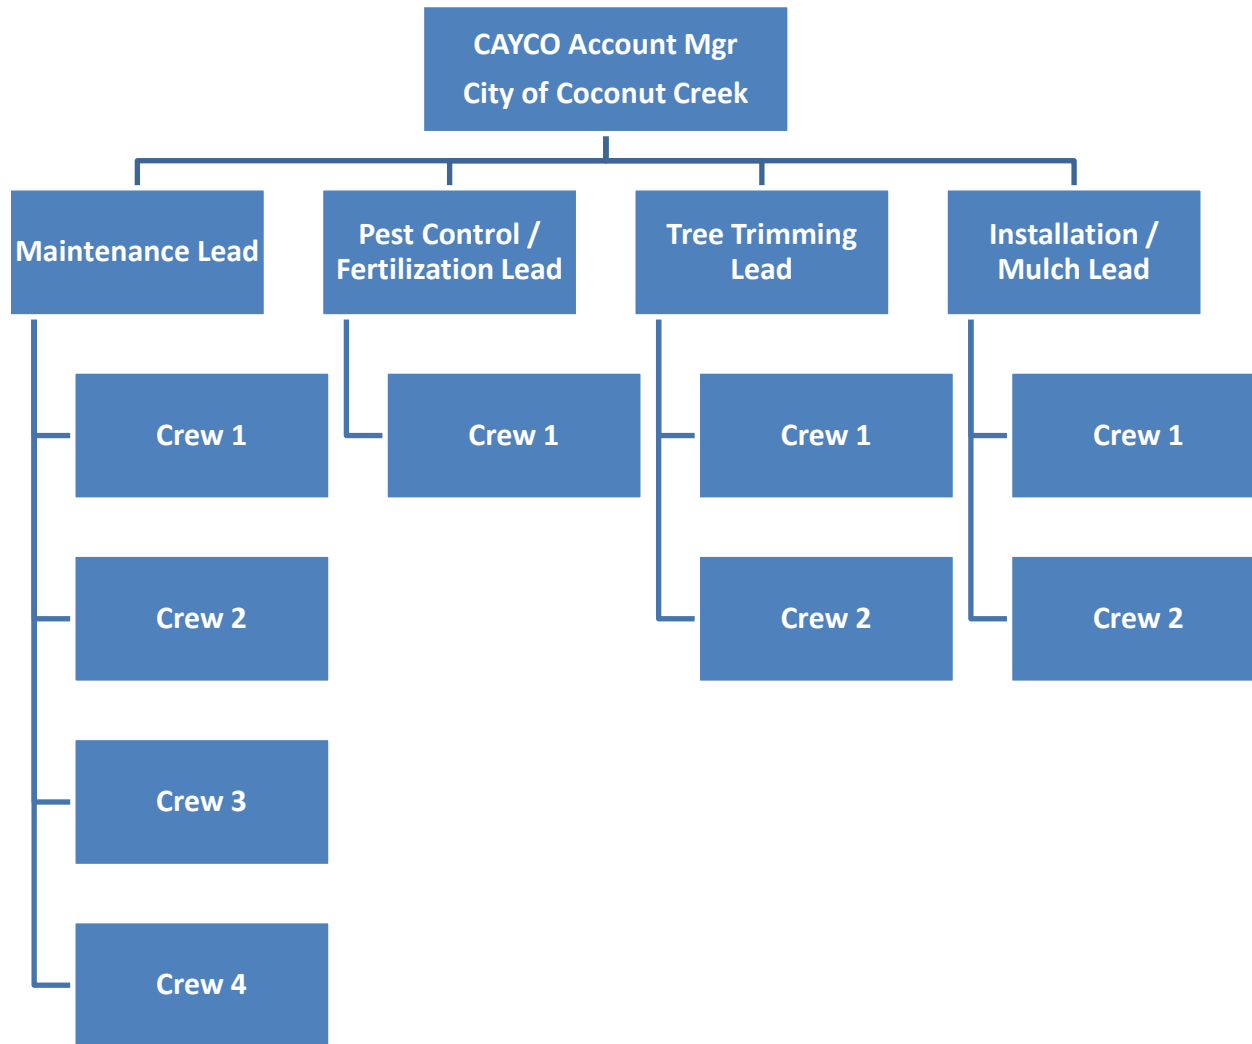 CAYCO Account Mgr
City of Coconut Creek
Maintenance Lead
Pest Control /
Fertilization Lead
Tree Trimming
Lead
Installation /
Mulch Lead
Crew 1
Crew 1
Crew 1
Crew 1
Crew 2
Crew 2
Crew 2
Crew 3
Crew 4